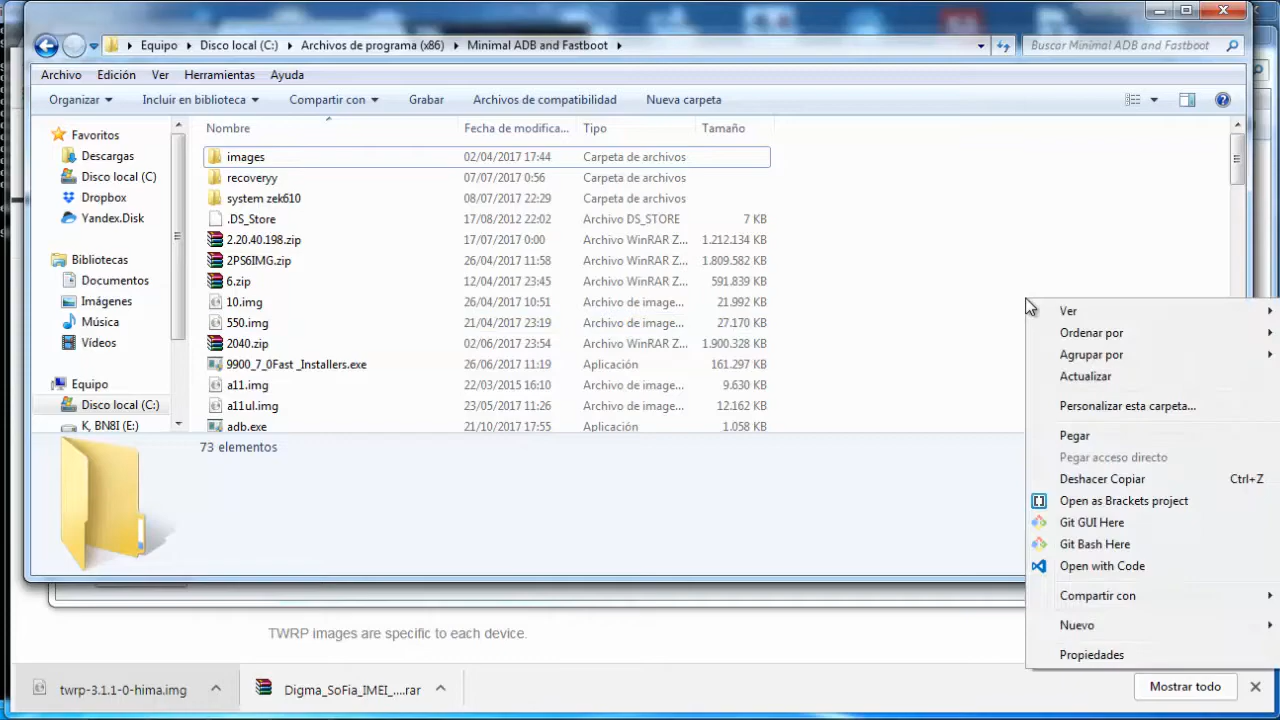 Equipo Disco local (C:) Archivos de programa (x86) Minimal ADB and Fastboot
Buscar Minimal ADB and Fastboot
Archivo Edición Ver Herramientas Ayuda
Organizar Incluir en biblioteca Compartir con Grabar Archivos de compatibilidad Nueva carpeta
Favoritos
Descargas
Disco local (C:)
Dropbox
Yandex.Disk
Bibliotecas
Documentos
Imágenes
Música
Vídeos
Equipo
Disco local (C:)
K, BN8I (E:)
Nombre Fecha de modifica... Tipo Tamaño
images 02/04/2017 17:44 Carpeta de archivos
recoveryy 07/07/2017 0:56 Carpeta de archivos
system zek610 08/07/2017 22:29 Carpeta de archivos
.DS_Store 17/08/2012 22:02 Archivo DS_STORE 7 KB
2.20.40.198.zip 17/07/2017 0:00 Archivo WinRAR Z... 1.212.134 KB
2PS6IMG.zip 26/04/2017 11:58 Archivo WinRAR Z... 1.809.582 KB
6.zip 12/04/2017 23:45 Archivo WinRAR Z... 591.839 KB
10.img 26/04/2017 10:51 Archivo de image... 21.992 KB
550.img 21/04/2017 23:19 Archivo de image... 27.170 KB
2040.zip 02/06/2017 23:54 Archivo WinRAR Z... 1.900.328 KB
9900_7_0Fast _Installers.exe 26/06/2017 11:19 Aplicación 161.297 KB
a11.img 22/03/2015 16:10 Archivo de image... 9.630 KB
a11ul.img 23/05/2017 11:26 Archivo de image... 12.162 KB
adb.exe 21/10/2017 17:55 Aplicación 1.058 KB
73 elementos
Ver
Ordenar por
Agrupar por
Actualizar
Personalizar esta carpeta...
Pegar
Pegar acceso directo
Deshacer Copiar Ctrl+Z
Open as Brackets project
Git GUI Here
Git Bash Here
Open with Code
Compartir con
Nuevo
Propiedades
TWRP images are specific to each device.
twrp-3.1.1-0-hima.img
Digma_SoFia_IMEI_....rar
Mostrar todo